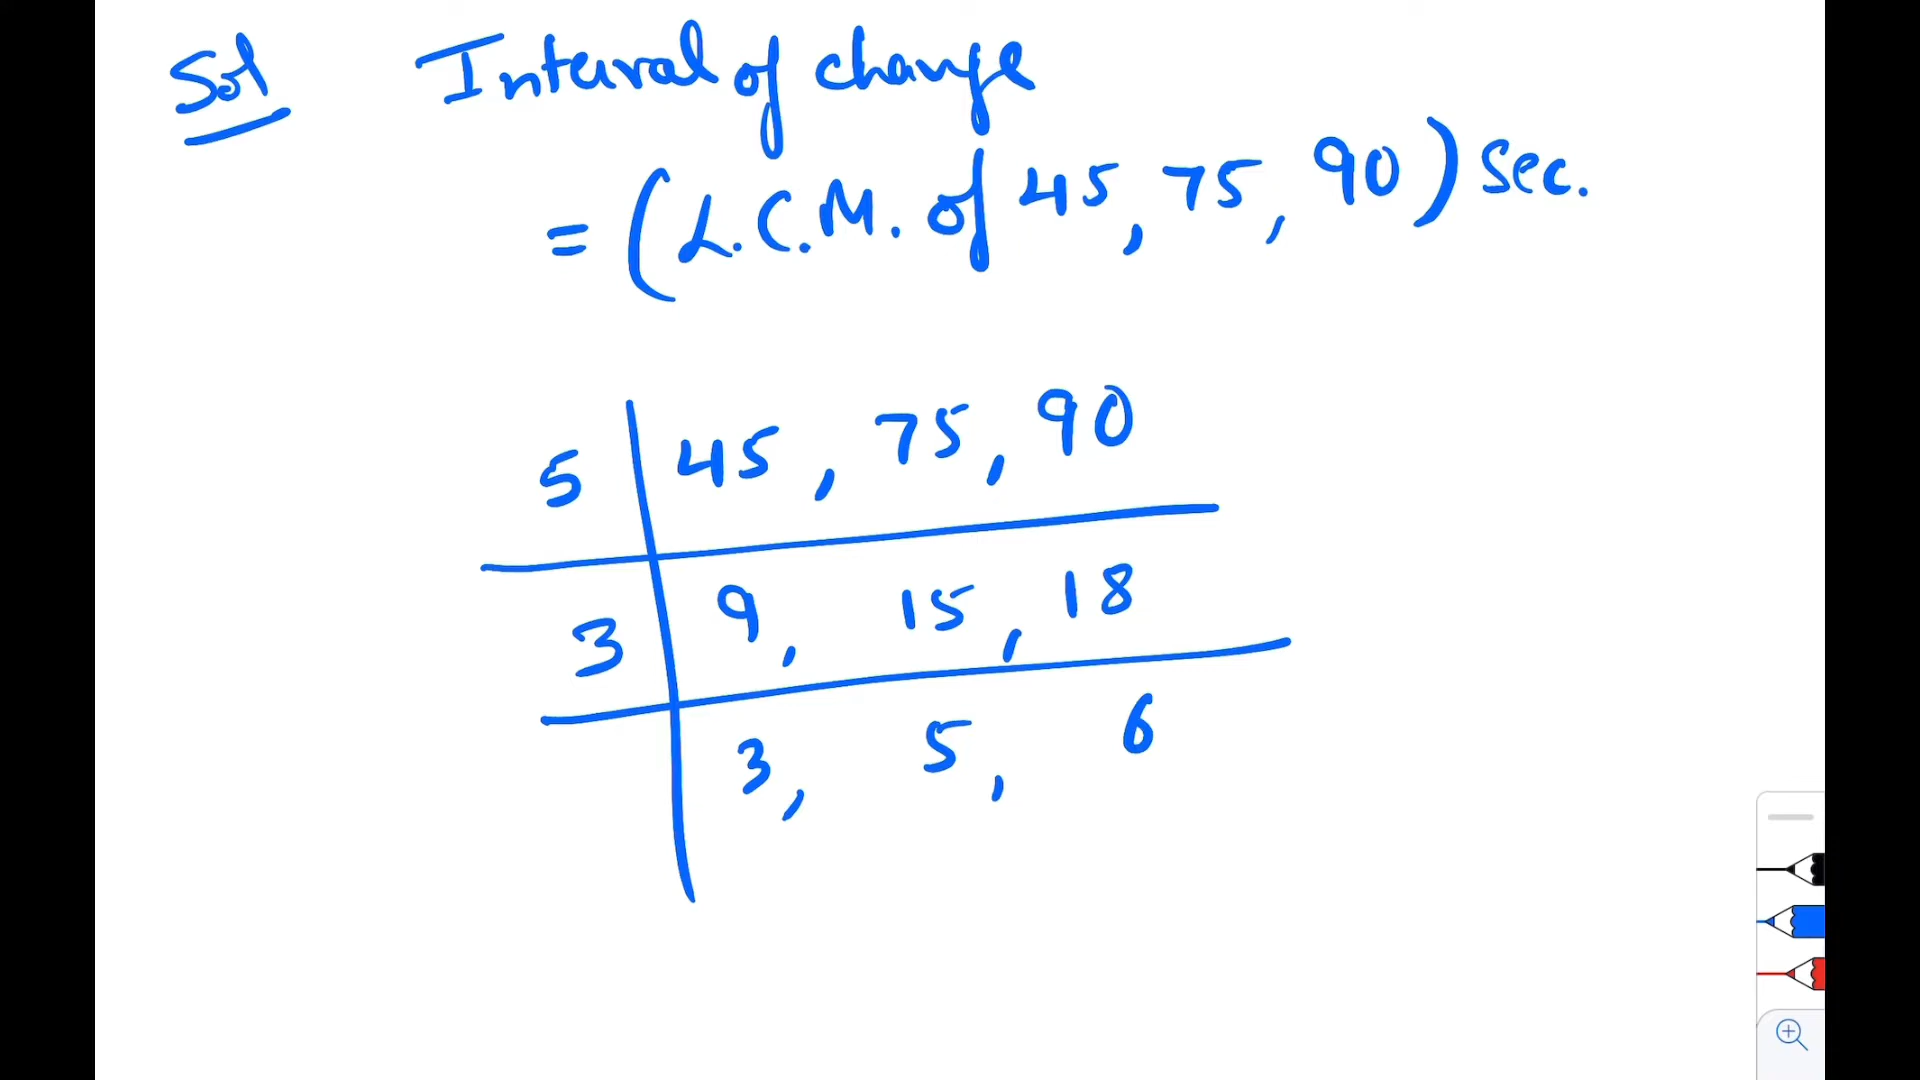 Sol Interval of change
= (L.C.M. of 45, 75, 90) sec.
5 45, 75, 90
3 9, 15, 18
3, 5, 6